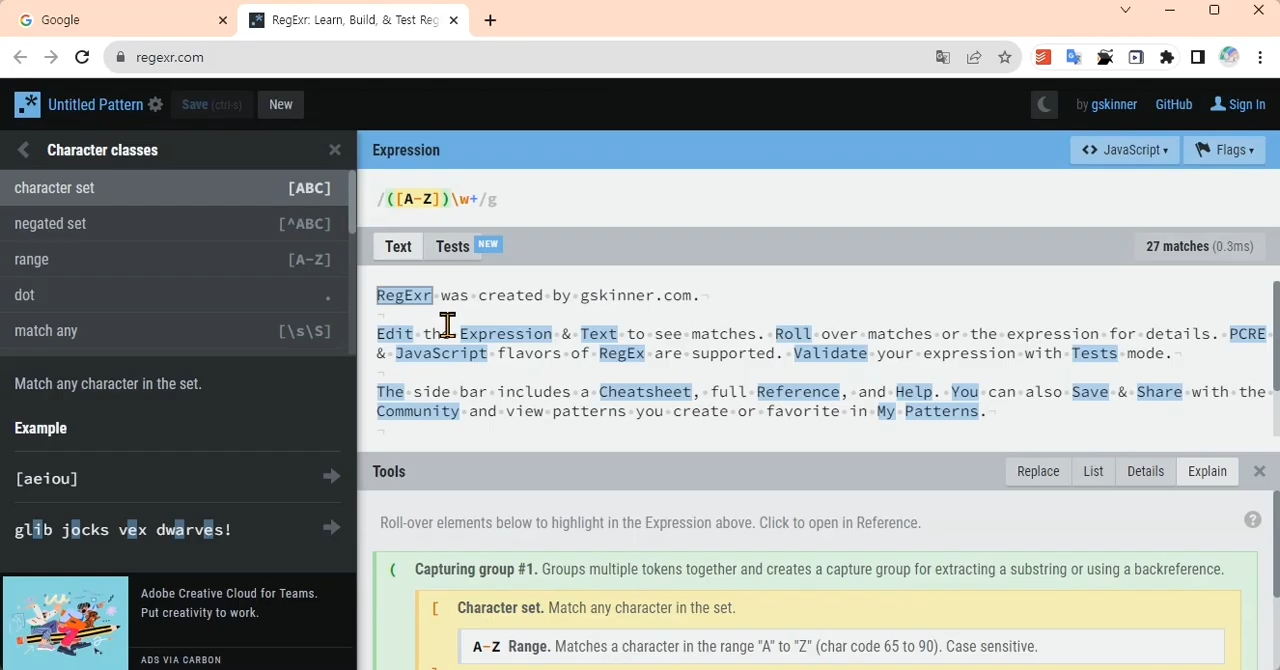 Google
RegExr: Learn, Build, & Test Reg
regexr.com
Untitled Pattern
Save (ctrl-s)
New
by gskinner
GitHub
Sign In
Character classes
character set [ABC]
negated set [^ABC]
range [A-Z]
dot .
match any [\s\S]
Match any character in the set.
Example
[aeiou]
glib jocks vex dwarves!
Adobe Creative Cloud for Teams.
Put creativity to work.
ADS VIA CARBON
Expression
<> JavaScript
Flags
/([A-Z])\w+/g
Text
Tests NEW
27 matches (0.3ms)
RegExr was created by gskinner.com.
Edit the Expression & Text to see matches. Roll over matches or the expression for details. PCRE
& JavaScript flavors of RegEx are supported. Validate your expression with Tests mode.
The side bar includes a Cheatsheet, full Reference, and Help. You can also Save & Share with the
Community and view patterns you create or favorite in My Patterns.
Tools
Replace
List
Details
Explain
Roll-over elements below to highlight in the Expression above. Click to open in Reference.
( Capturing group #1. Groups multiple tokens together and creates a capture group for extracting a substring or using a backreference.
[ Character set. Match any character in the set.
A-Z Range. Matches a character in the range "A" to "Z" (char code 65 to 90). Case sensitive.